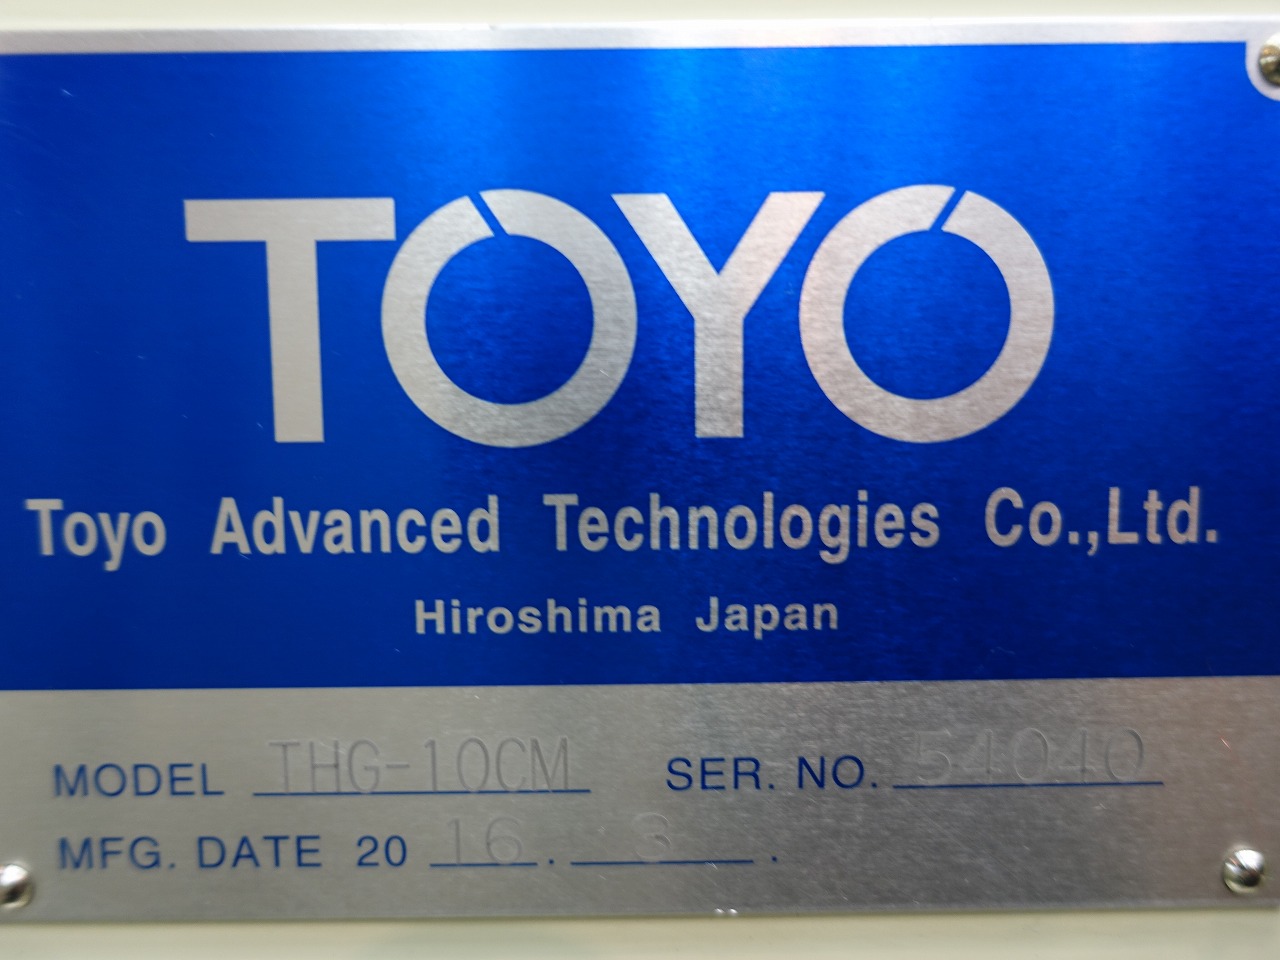 TOYO
Toyo Advanced Technologies Co.,Ltd.
Hiroshima Japan
MODEL THG-10CM SER. NO. 54040
MFG. DATE 20 16 . 3 .